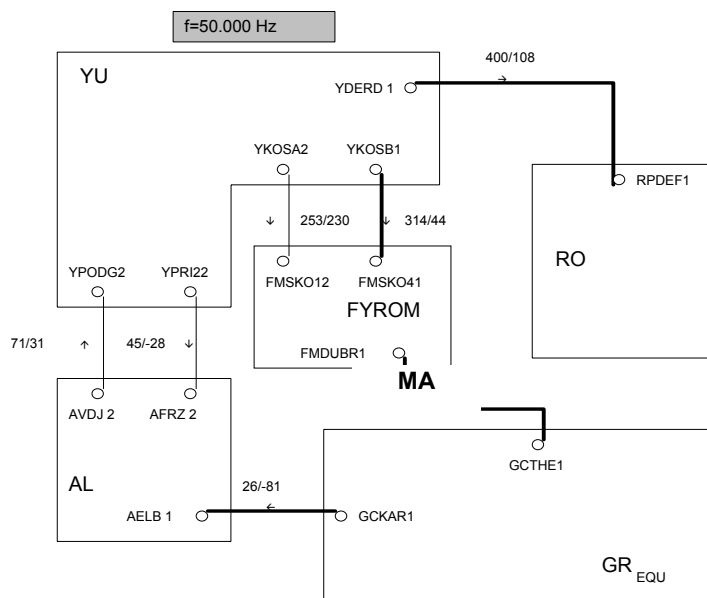 f=50.000 Hz
400/108
YU
YDERD 1
YKOSA2
YKOSB1
RPDEF1
253/230
314/44
RO
YPODG2
YPRI22
FMSKO12
FMSKO41
FYROM
71/31
45/-28
FMDUBR1
MA
AVDJ 2
AFRZ 2
GCTHE1
AL
26/-81
AELB 1
GCKAR1
GR EQU